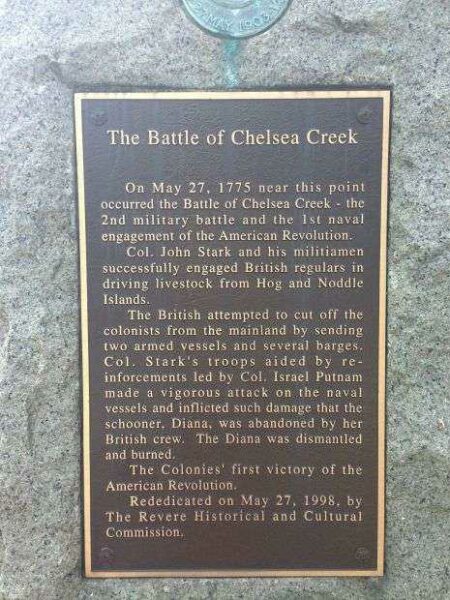 MAY 1903
The Battle of Chelsea Creek
On May 27, 1775 near this point
occurred the Battle of Chelsea Creek - the
2nd military battle and the 1st naval
engagement of the American Revolution.
Col. John Stark and his militiamen
successfully engaged British regulars in
driving livestock from Hog and Noddle
Islands.
The British attempted to cut off the
colonists from the mainland by sending
two armed vessels and several barges.
Col. Stark's troops aided by re-
inforcements led by Col. Israel Putnam
made a vigorous attack on the naval
vessels and inflicted such damage that the
schooner, Diana, was abandoned by her
British crew. The Diana was dismantled
and burned.
The Colonies' first victory of the
American Revolution.
Rededicated on May 27, 1998, by
The Revere Historical and Cultural
Commission.